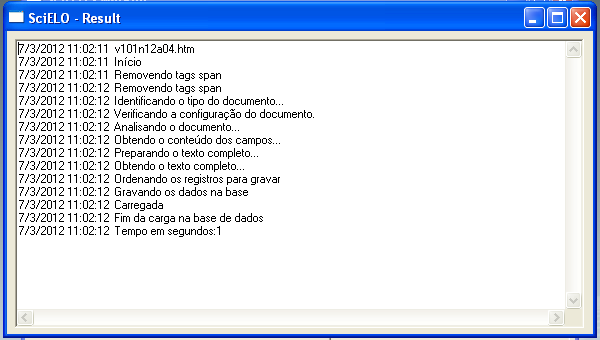 SciELO - Result
7/3/2012 11:02:11 v101n12a04.htm
7/3/2012 11:02:11 Início
7/3/2012 11:02:11 Removendo tags span
7/3/2012 11:02:12 Removendo tags span
7/3/2012 11:02:12 Identificando o tipo do documento...
7/3/2012 11:02:12 Verificando a configuração do documento.
7/3/2012 11:02:12 Analisando o documento...
7/3/2012 11:02:12 Obtendo o conteúdo dos campos...
7/3/2012 11:02:12 Preparando o texto completo...
7/3/2012 11:02:12 Obtendo o texto completo...
7/3/2012 11:02:12 Ordenando os registros para gravar
7/3/2012 11:02:12 Gravando os dados na base
7/3/2012 11:02:12 Carregada
7/3/2012 11:02:12 Fim da carga na base de dados
7/3/2012 11:02:12 Tempo em segundos:1